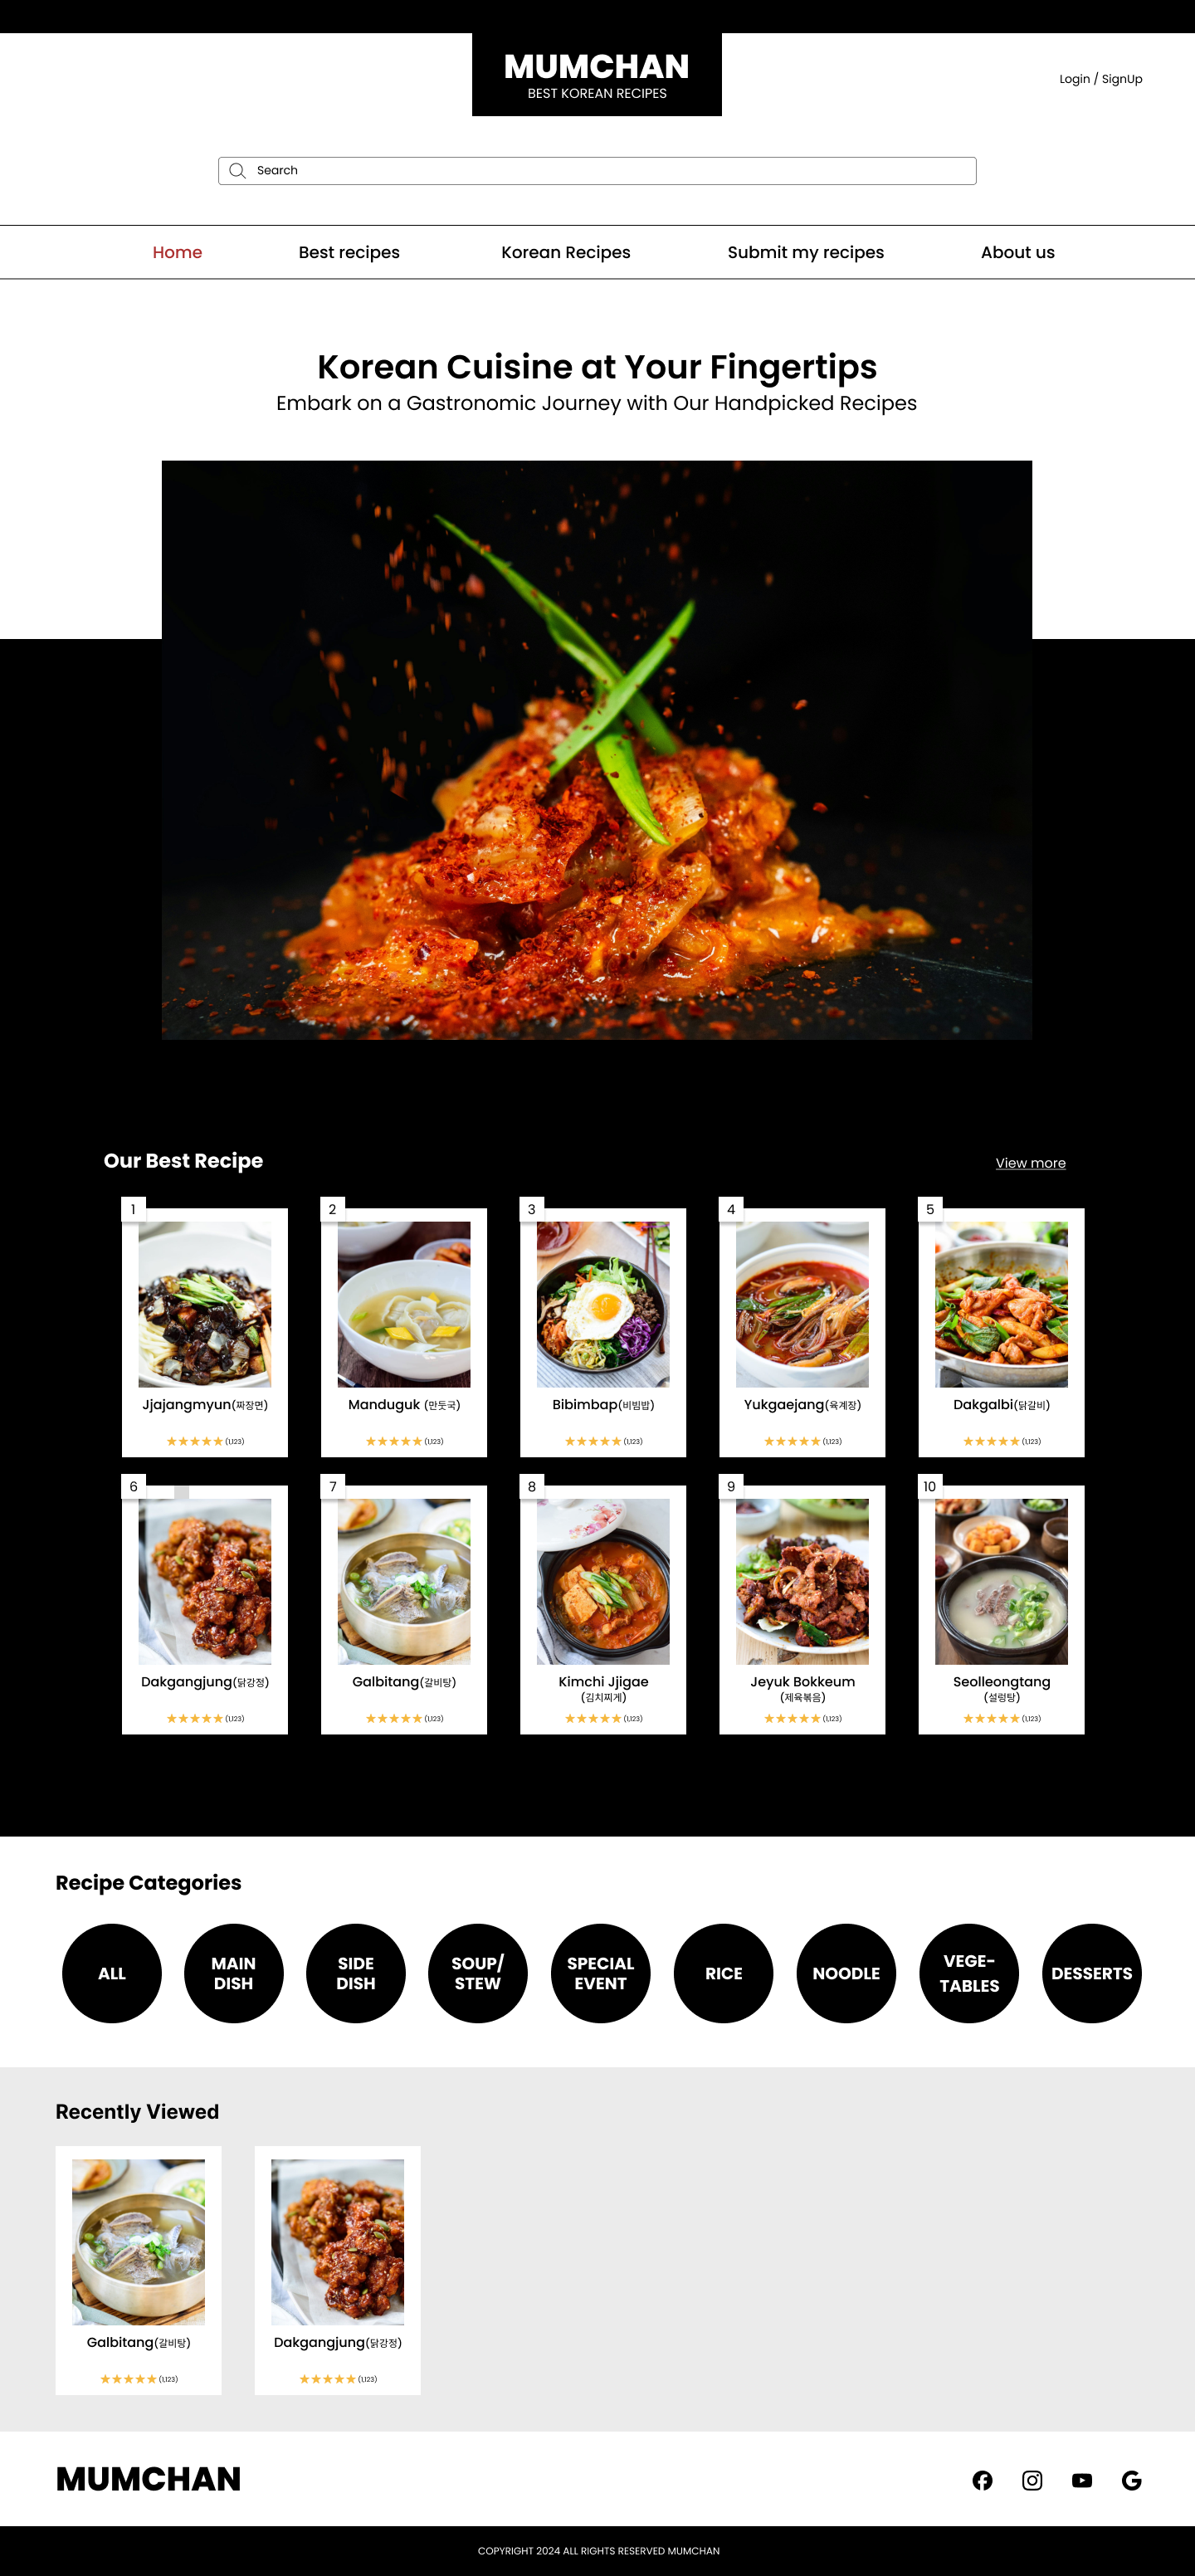 MUMCHAN
BEST KOREAN RECIPES
Login / SignUp
Search
Home
Best recipes
Korean Recipes
Submit my recipes
About us
Korean Cuisine at Your Fingertips
Embark on a Gastronomic Journey with Our Handpicked Recipes
Our Best Recipe
View more
1
Jjajangmyun(짜장면)
(1,123)
2
Manduguk (만둣국)
(1,123)
3
Bibimbap(비빔밥)
(1,123)
4
Yukgaejang(육계장)
(1,123)
5
Dakgalbi(닭갈비)
(1,123)
6
Dakgangjung(닭강정)
(1,123)
7
Galbitang(갈비탕)
(1,123)
8
Kimchi Jjigae
(김치찌게)
(1,123)
9
Jeyuk Bokkeum
(제육볶음)
(1,123)
10
Seolleongtang
(설렁탕)
(1,123)
Recipe Categories
ALL
MAIN
DISH
SIDE
DISH
SOUP/
STEW
SPECIAL
EVENT
RICE
NOODLE
VEGE-
TABLES
DESSERTS
Recently Viewed
Galbitang(갈비탕)
(1,123)
Dakgangjung(닭강정)
(1,123)
MUMCHAN
COPYRIGHT 2024 ALL RIGHTS RESERVED MUMCHAN